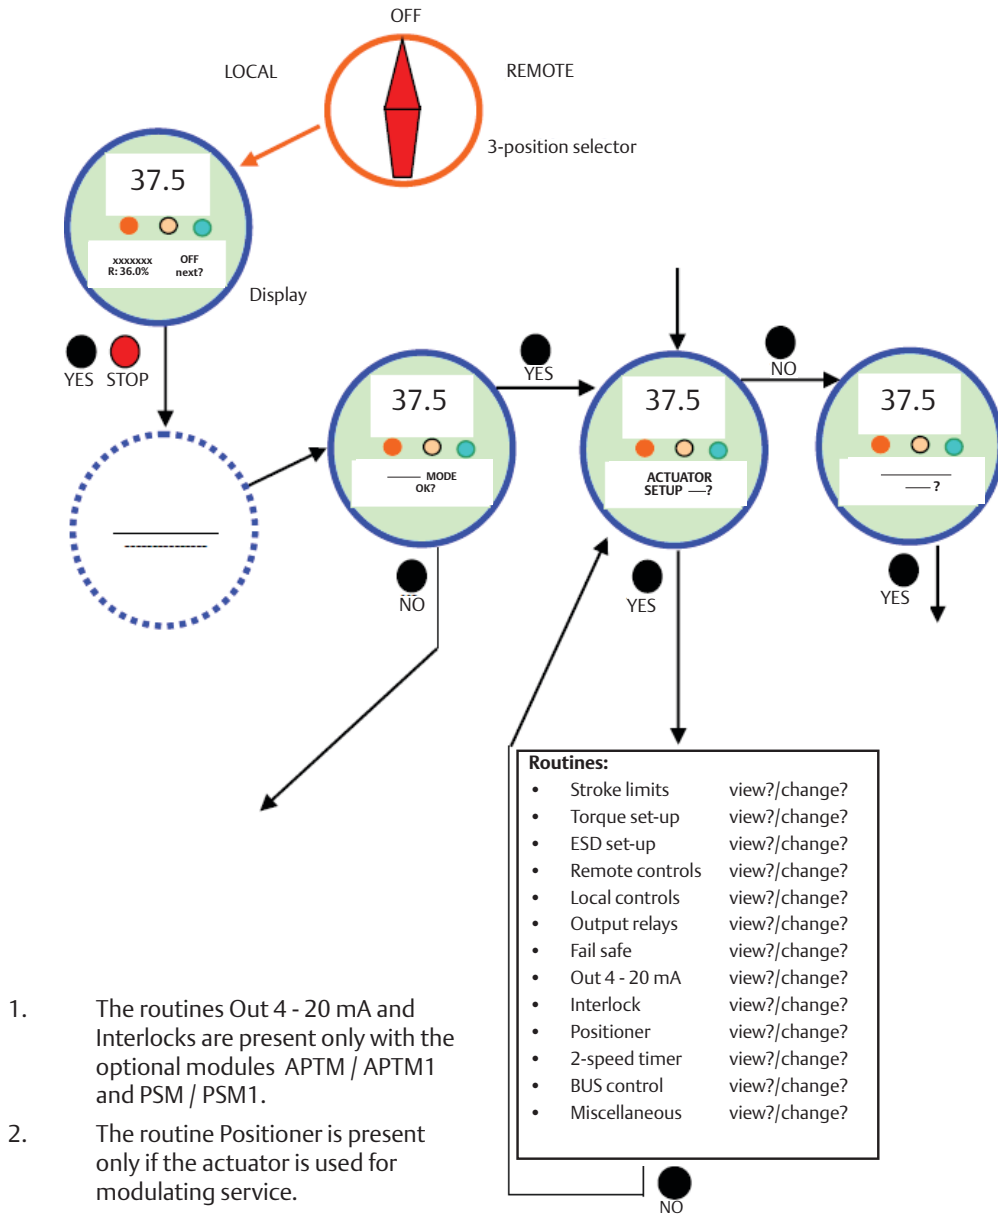 OFF
LOCAL
REMOTE
3-position selector
37.5
xxxxxxx OFF
R: 36.0% next?
Display
YES STOP
37.5
MODE
OK?
YES
NO
37.5
ACTUATOR
SETUP —?
NO
YES
37.5
— ?
YES
Routines:
• Stroke limits view?/change?
• Torque set-up view?/change?
• ESD set-up view?/change?
• Remote controls view?/change?
• Local controls view?/change?
• Output relays view?/change?
• Fail safe view?/change?
• Out 4 - 20 mA view?/change?
• Interlock view?/change?
• Positioner view?/change?
• 2-speed timer view?/change?
• BUS control view?/change?
• Miscellaneous view?/change?
NO
1. The routines Out 4 - 20 mA and
Interlocks are present only with the
optional modules APTM / APTM1
and PSM / PSM1.
2. The routine Positioner is present
only if the actuator is used for
modulating service.